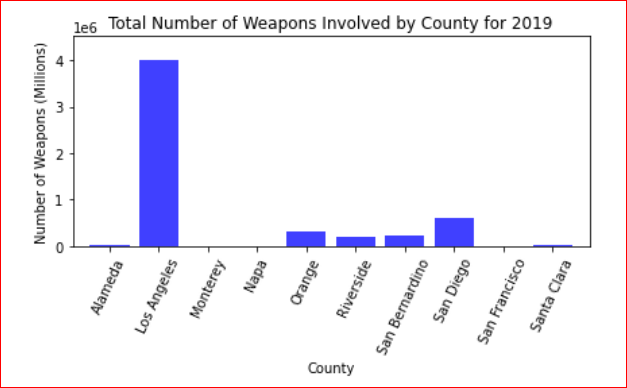 Total Number of Weapons Involved by County for 2019
1e6
Number of Weapons (Millions)
4
3
2
1
0
Alameda
Los Angeles
Monterey
Napa
Orange
Riverside
San Bernardino
San Diego
San Francisco
Santa Clara
County